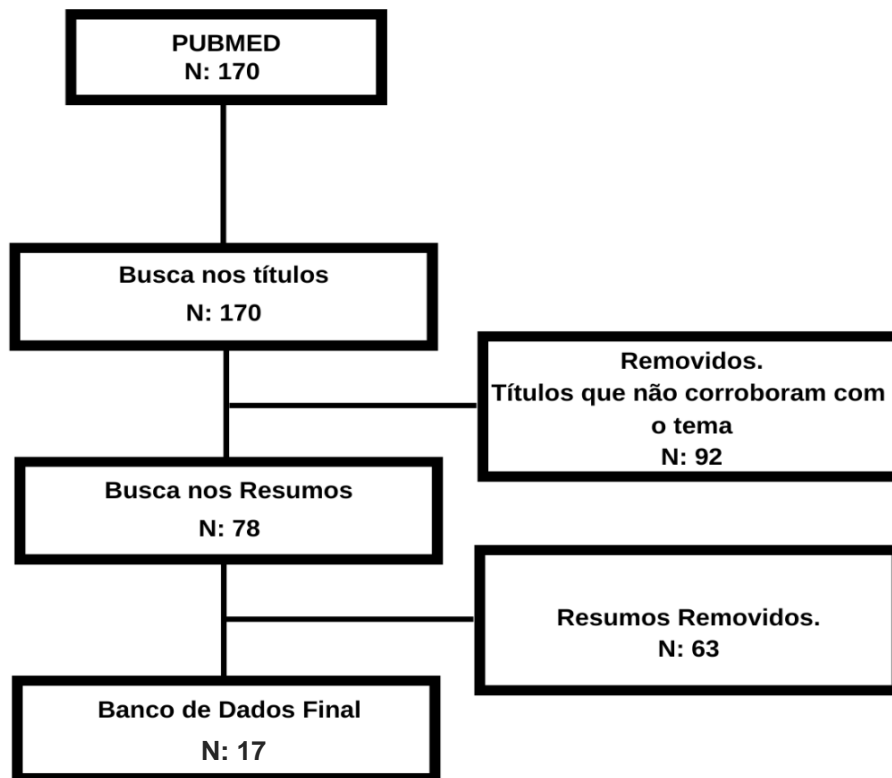 PUBMED
N: 170
Busca nos títulos
N: 170
Removidos.
Títulos que não corroboram com
o tema
N: 92
Busca nos Resumos
N: 78
Resumos Removidos.
N: 63
Banco de Dados Final
N: 17